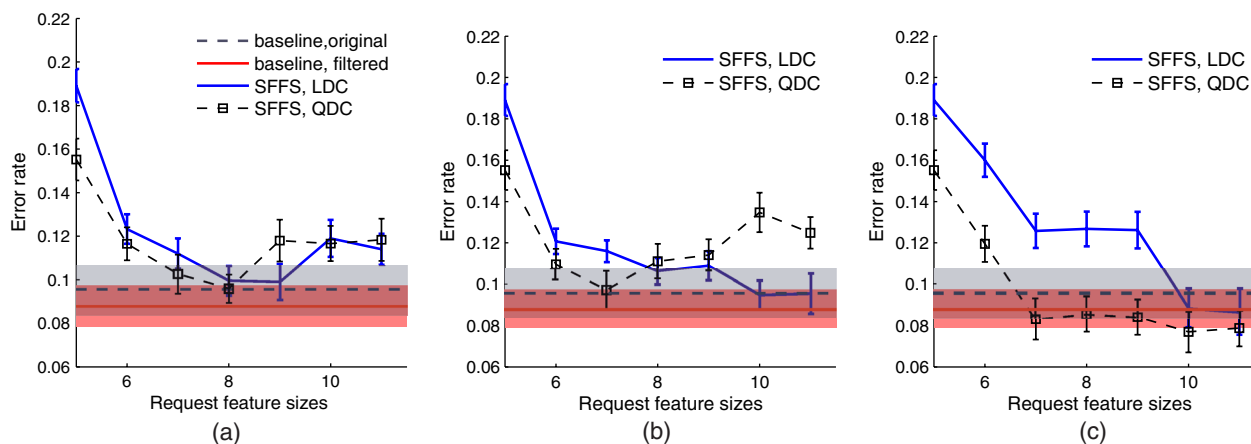 0.22
0.2
0.18
0.16
0.14
0.12
0.1
0.08
0.06
Error rate
baseline,original
baseline, filtered
SFFS, LDC
SFFS, QDC
6
8
10
Request feature sizes
(a)
0.22
0.2
0.18
0.16
0.14
0.12
0.1
0.08
0.06
Error rate
SFFS, LDC
SFFS, QDC
6
8
10
Request feature sizes
(b)
0.22
0.2
0.18
0.16
0.14
0.12
0.1
0.08
0.06
Error rate
SFFS, LDC
SFFS, QDC
6
8
10
Request feature sizes
(c)